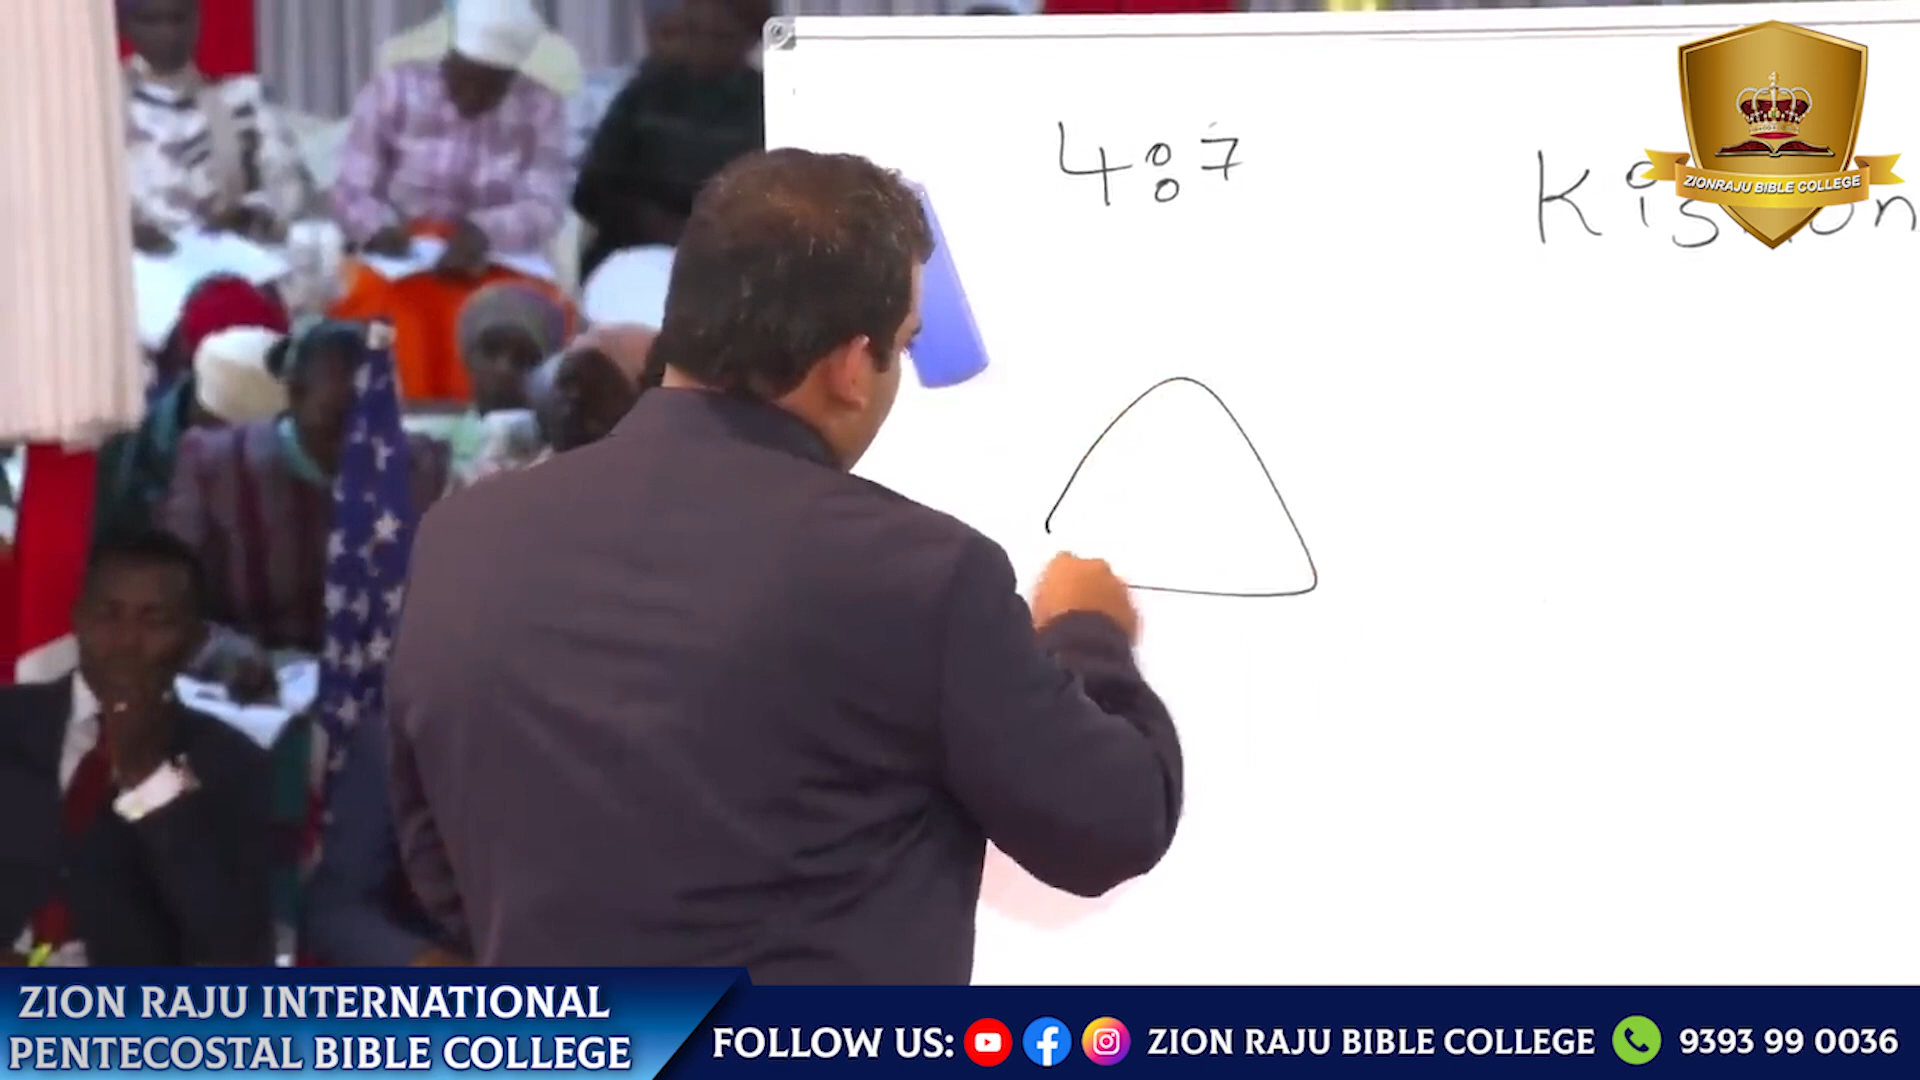 4:7
ZIONRAJU BIBLE COLLEGE
ZION RAJU INTERNATIONAL
PENTECOSTAL BIBLE COLLEGE
FOLLOW US: ZION RAJU BIBLE COLLEGE 9393 99 0036